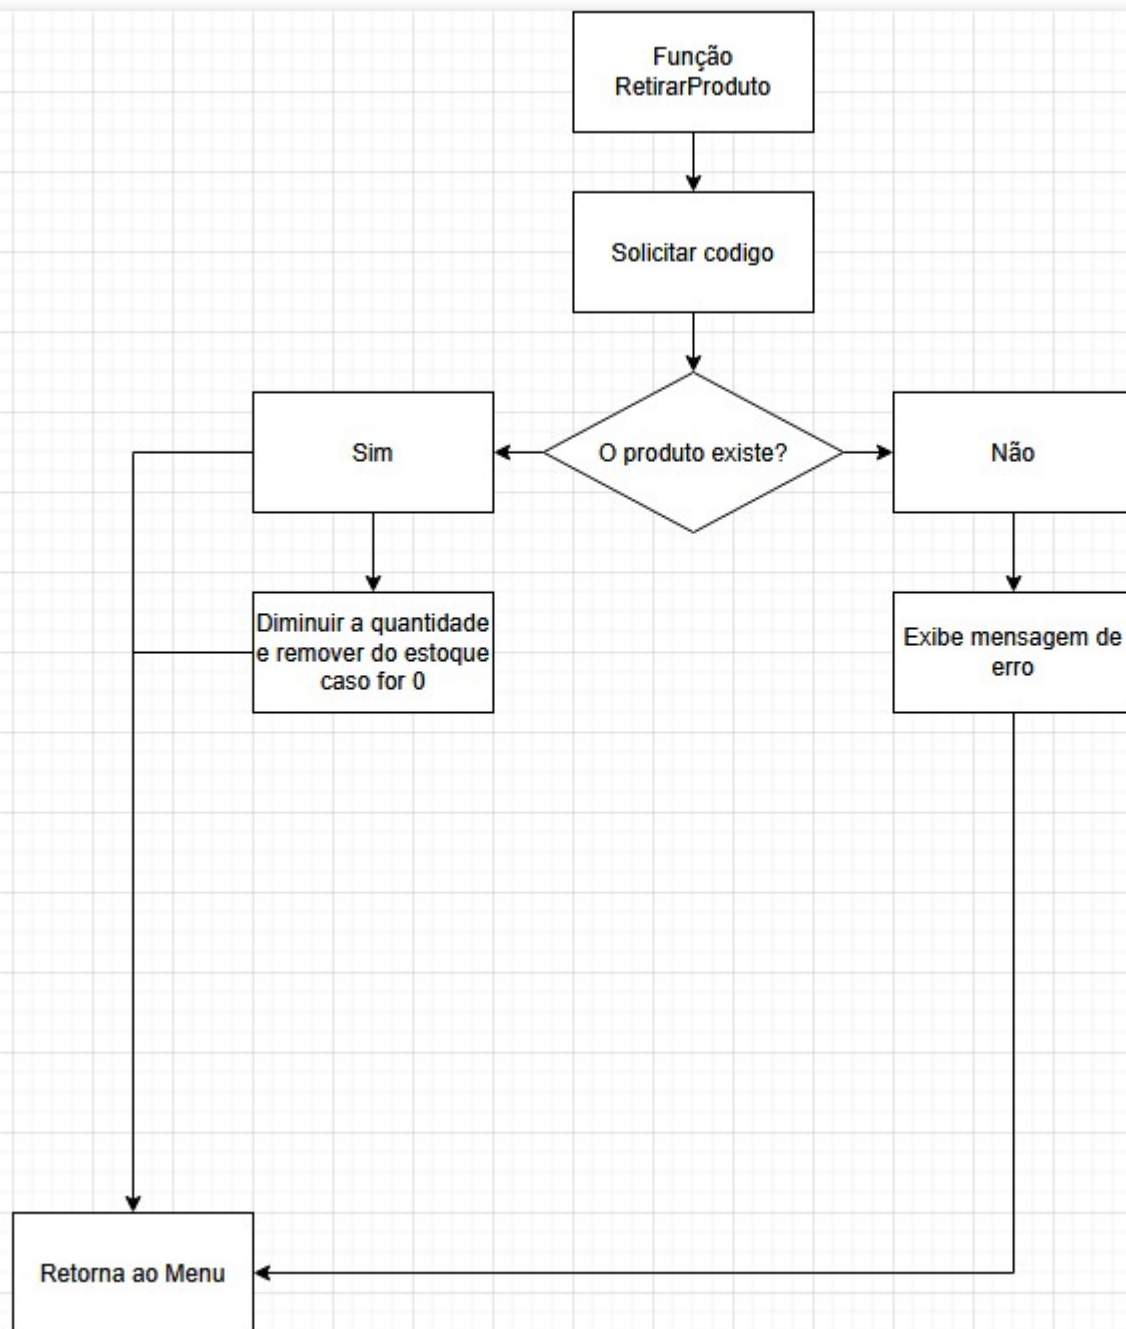 Função
RetirarProduto
Solicitar codigo
Sim
O produto existe?
Não
Diminuir a quantidade
e remover do estoque
caso for 0
Exibe mensagem de
erro
Retorna ao Menu